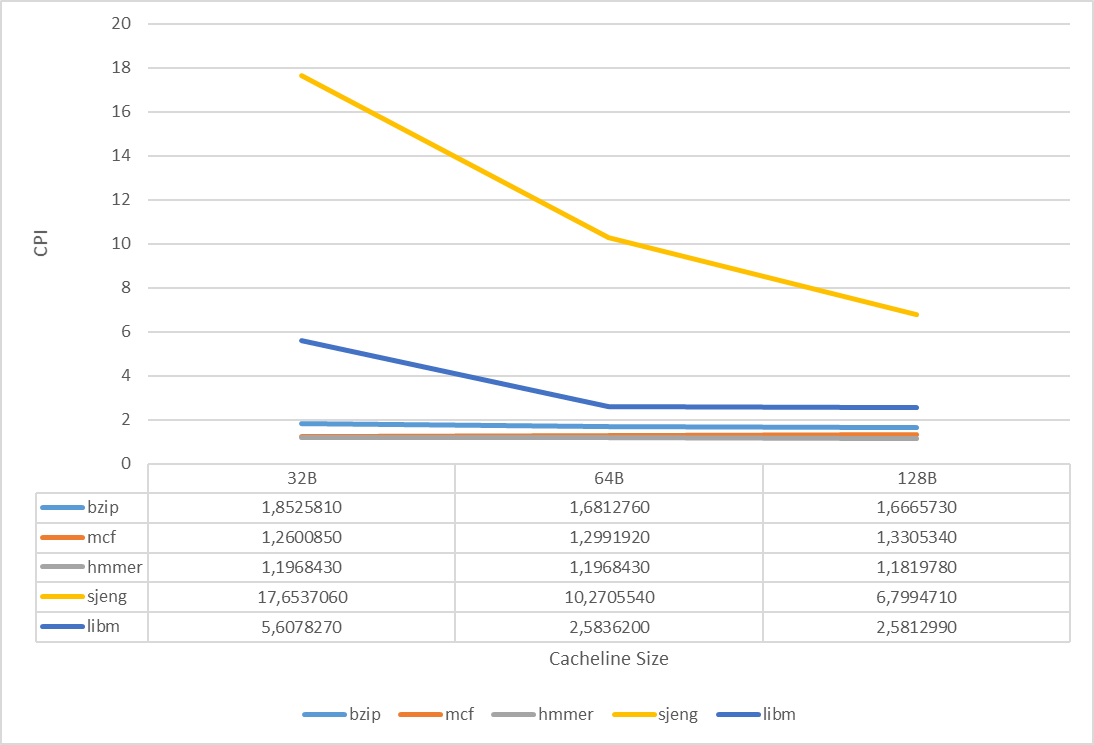 20
18
16
14
12
10
8
6
4
2
0
CPI
32B 64B 128B
bzip 1,8525810 1,6812760 1,6665730
mcf 1,2600850 1,2991920 1,3305340
hmmer 1,1968430 1,1968430 1,1819780
sjeng 17,6537060 10,2705540 6,7994710
libm 5,6078270 2,5836200 2,5812990
Cacheline Size
bzip mcf hmmer sjeng libm